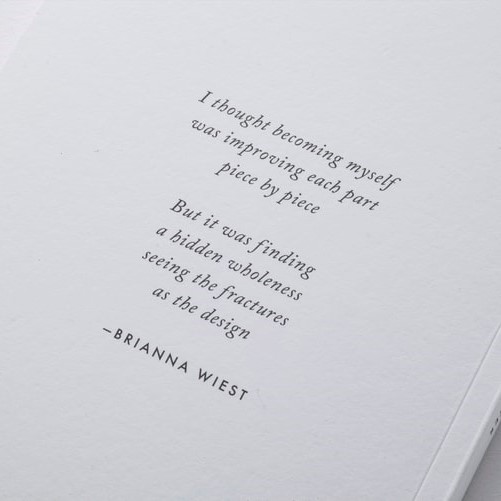 I thought becoming myself
was improving each part
piece by piece
But it was finding
a hidden wholeness
seeing the fractures
as the design
—BRIANNA WIEST